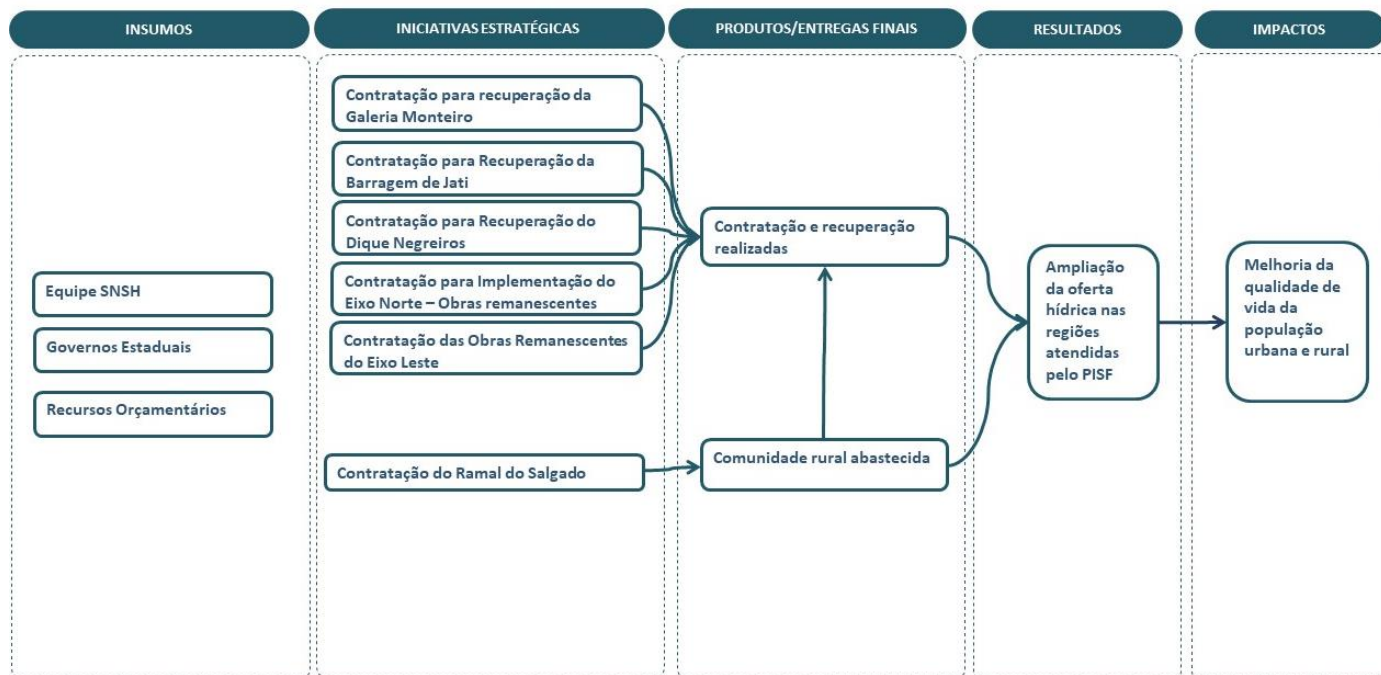 INSUMOS
INICIATIVAS ESTRATÉGICAS
PRODUTOS/ENTREGAS FINAIS
RESULTADOS
IMPACTOS
Equipe SNSH
Governos Estaduais
Recursos Orçamentários
Contratação para recuperação da
Galeria Monteiro
Contratação para Recuperação da
Barragem de Jati
Contratação para Recuperação do
Dique Negreiros
Contratação para Implementação do
Eixo Norte – Obras remanescentes
Contratação das Obras Remanescentes
do Eixo Leste
Contratação do Ramal do Salgado
Contratação e recuperação
realizadas
Comunidade rural abastecida
Ampliação
da oferta
hídrica nas
regiões
atendidas
pelo PISF
Melhoria da
qualidade de
vida da
população
urbana e rural